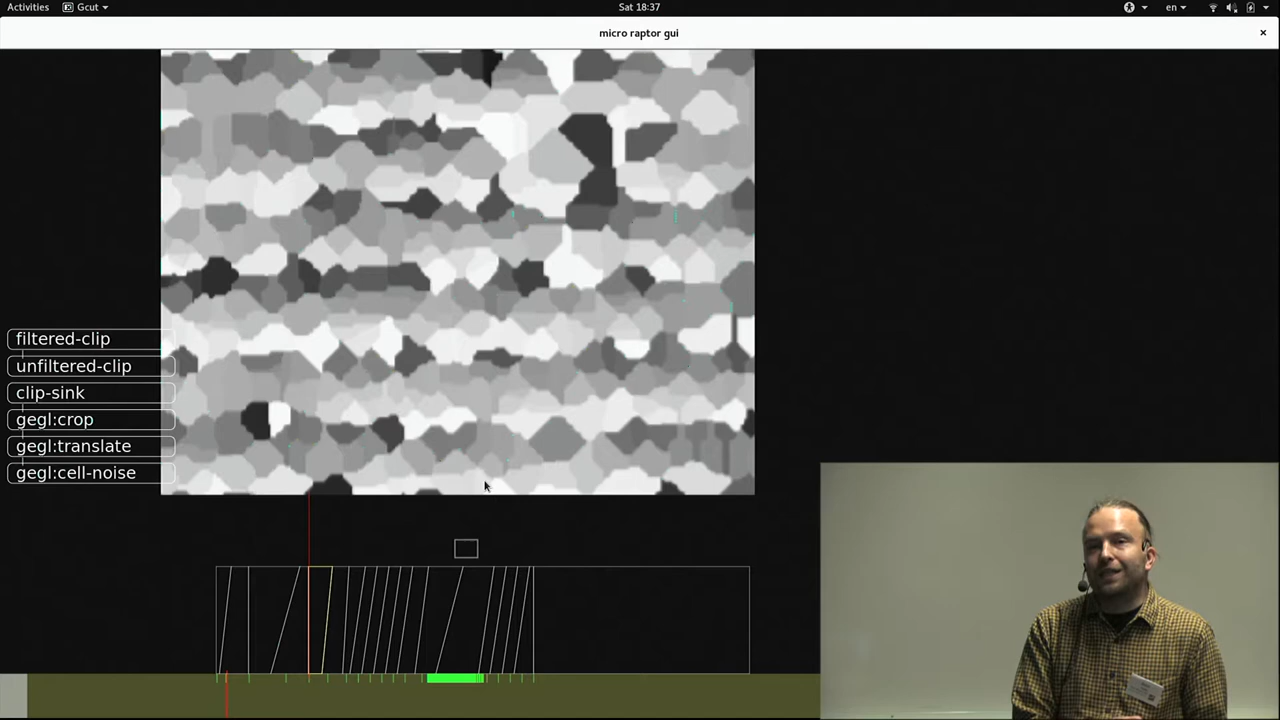 Activities Gcut Sat 18:37 en
micro raptor gui ×
filtered-clip
unfiltered-clip
clip-sink
gegl:crop
gegl:translate
gegl:cell-noise